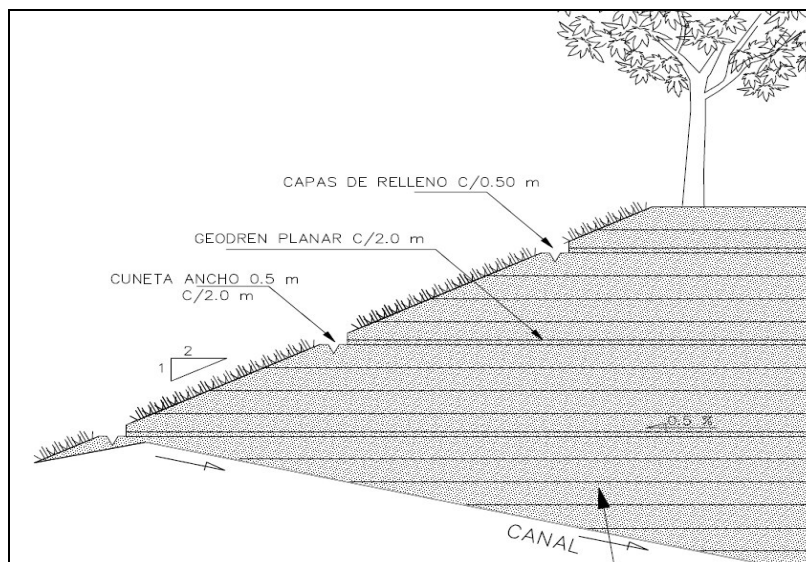 CAPAS DE RELLENO C/0.50 m
GEODREN PLANAR C/2.0 m
CUNETA ANCHO 0.5 m
C/2.0 m
2
1
0.5 %
CANAL